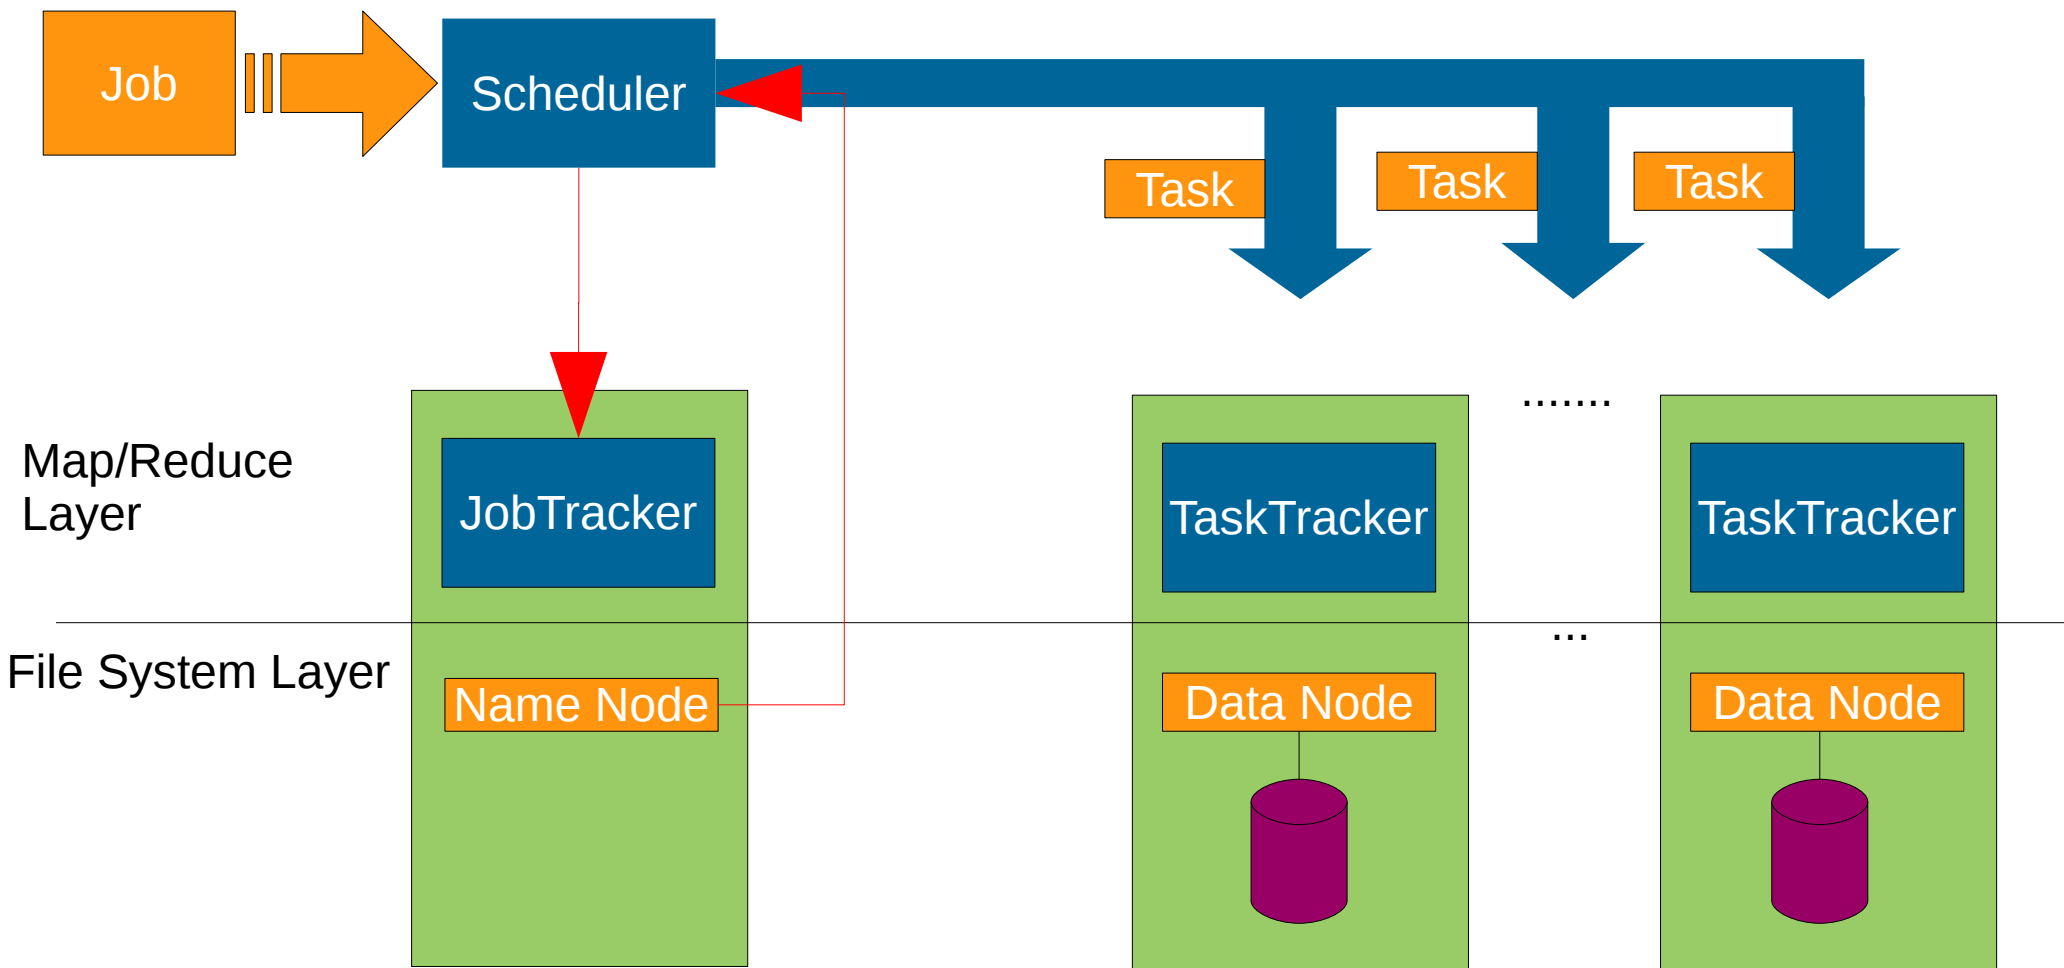 Job
Scheduler
Task
Task
Task
.......
Map/Reduce
Layer
JobTracker
TaskTracker
TaskTracker
...
File System Layer
Name Node
Data Node
Data Node